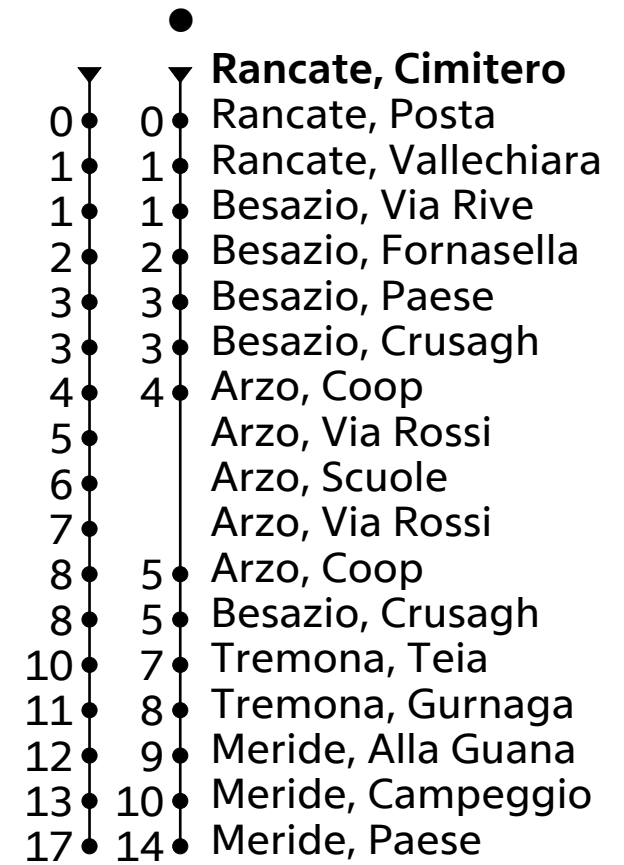 Rancate, Cimitero
0 0 Rancate, Posta
1 1 Rancate, Vallechiara
1 1 Besazio, Via Rive
2 2 Besazio, Fornasella
3 3 Besazio, Paese
3 3 Besazio, Crusagh
4 4 Arzo, Coop
5 Arzo, Via Rossi
6 Arzo, Scuole
7 Arzo, Via Rossi
8 5 Arzo, Coop
8 5 Besazio, Crusagh
10 7 Tremona, Teia
11 8 Tremona, Gurnaga
12 9 Meride, Alla Guana
13 10 Meride, Campeggio
17 14 Meride, Paese